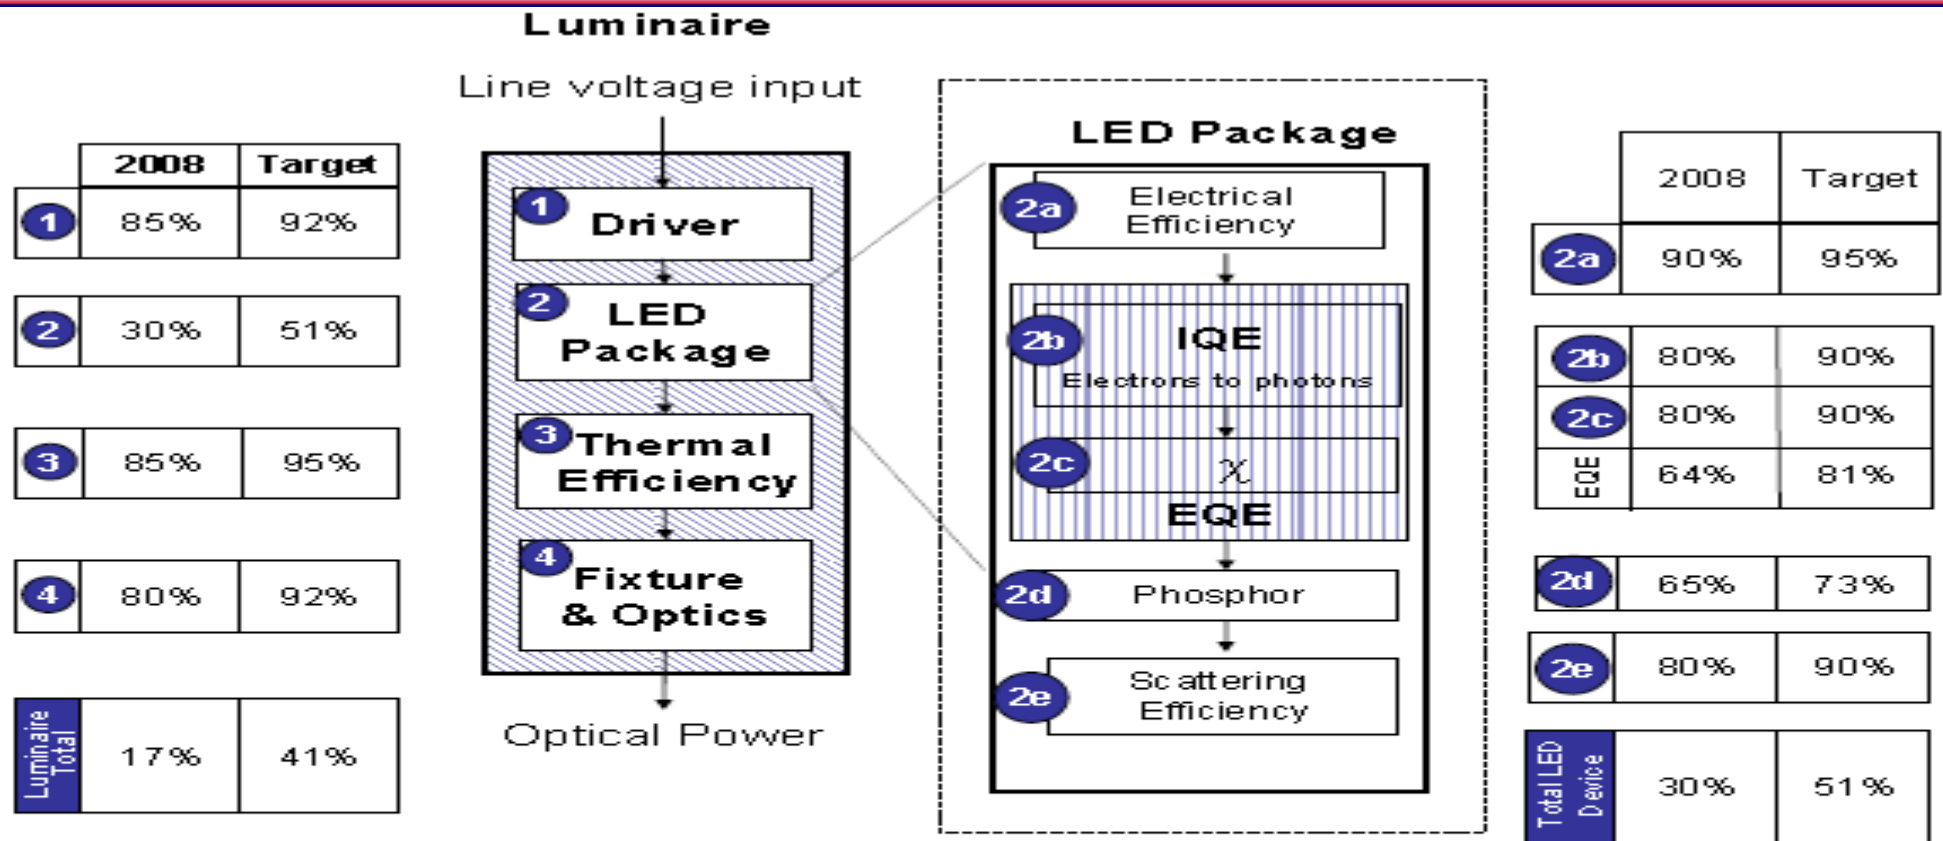 Luminaire
Line voltage input
2008 Target
1 85% 92%
2 30% 51%
3 85% 95%
4 80% 92%
Luminaire Total 17% 41%
1 Driver
2 LED
Package
3 Thermal
Efficiency
4 Fixture
& Optics
Optical Power
LED Package
2a Electrical
Efficiency
2b IQE
Electrons to photons
2c χ
EQE
2d Phosphor
2e Scattering
Efficiency
2008 Target
2a 90% 95%
2b 80% 90%
2c 80% 90%
EQE 64% 81%
2d 65% 73%
2e 80% 90%
Total LED Device 30% 51%